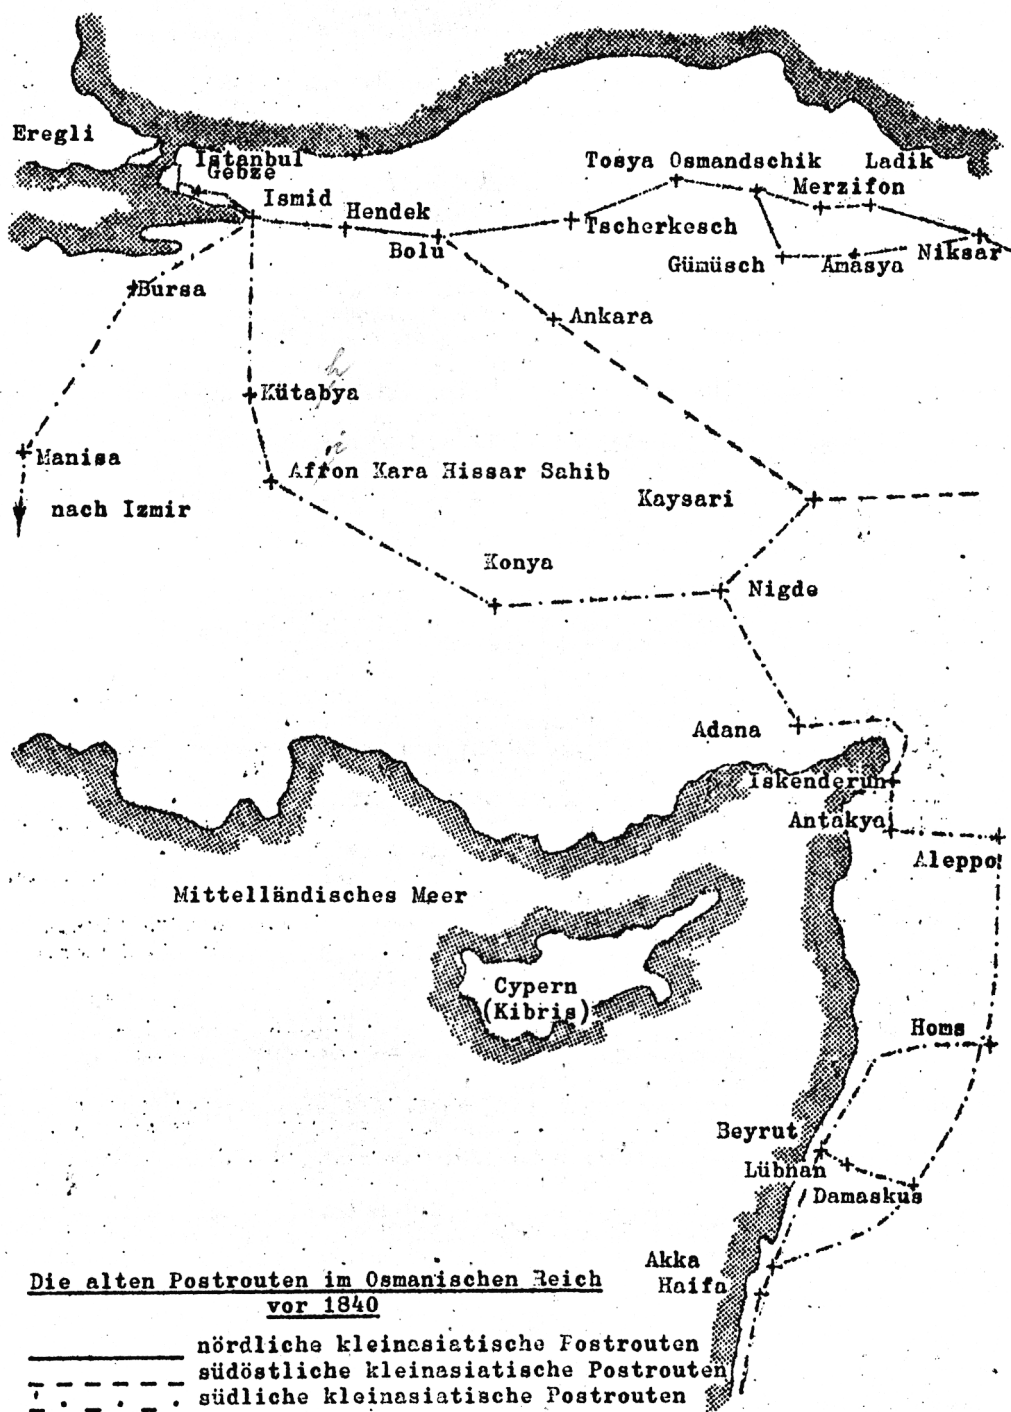 Eregli
Istanbul
Gebze
Ismid
Hendek
Bolu
Tosya Osmandschik Ladik
Merzifon
Tscherkesch
Gümüsch Amasya Niksar
Bursa
Ankara
h
Kütabya
i
Affon Kara Hissar Sahib
Manisa
nach Izmir
Kaysari
Konya
Nigde
Adana
Iskenderun
Antakya
Aleppo
Mittelländisches Meer
Cypern
(Kibris)
Homs
Beyrut
Lübnan
Damaskus
Akka
Haifa
Die alten Postrouten im Osmanischen Reich
vor 1840
nördliche kleinasiatische Postrouten
südöstliche kleinasiatische Postrouten
südliche kleinasiatische Postrouten